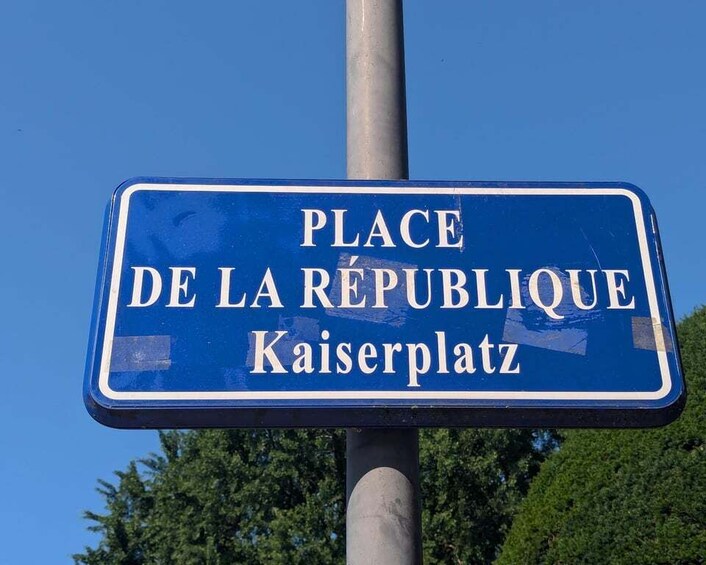 PLACE
DE LA RÉPUBLIQUE
Kaiserplatz